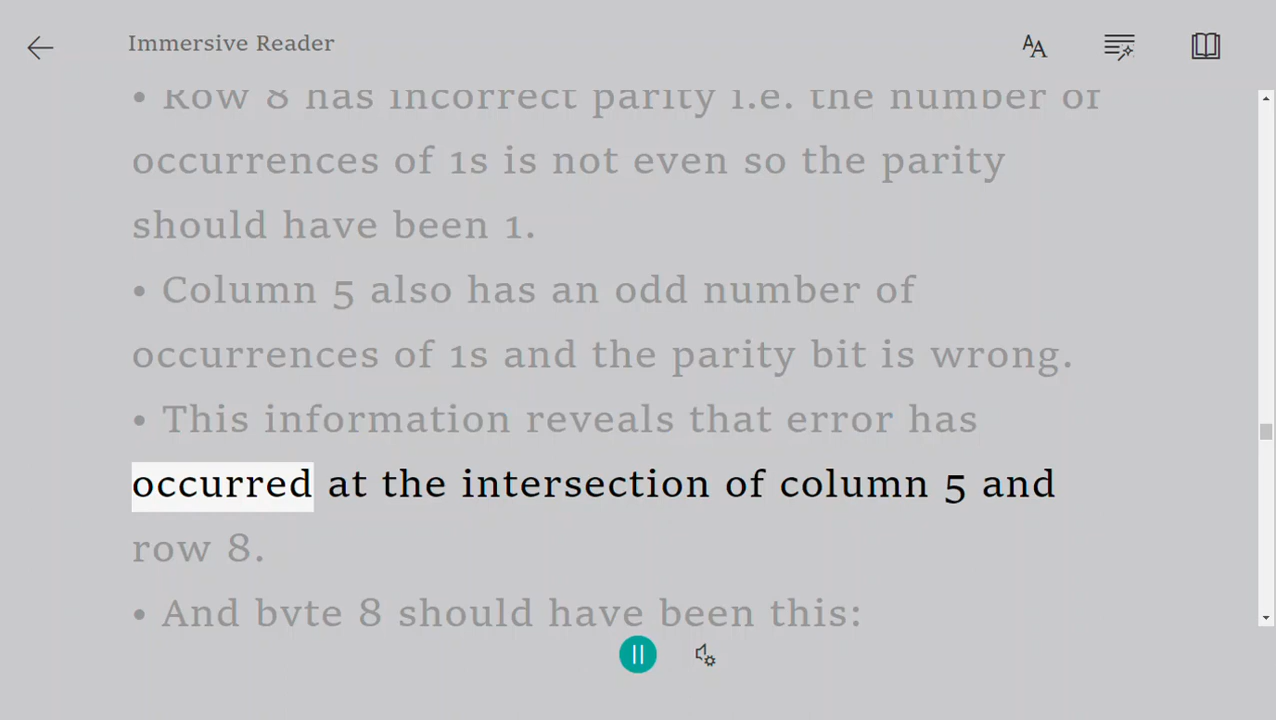 Immersive Reader
• Row 8 has incorrect parity i.e. the number of
occurrences of 1s is not even so the parity
should have been 1.
• Column 5 also has an odd number of
occurrences of 1s and the parity bit is wrong.
• This information reveals that error has
occurred at the intersection of column 5 and
row 8.
• And byte 8 should have been this: